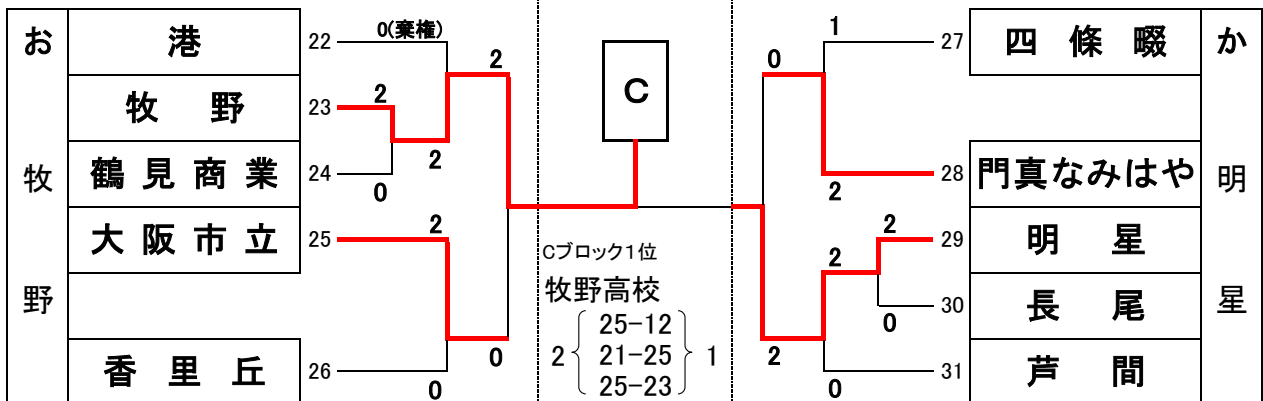 お
牧
野
港
22
0(棄権)
牧野
23
2
2
2
鶴見商業
24
0
大阪市立
25
2
0
香里丘
26
0
C
Cブロック1位
牧野高校
2
25-12
21-25
25-23
1
か
明
星
四條畷
27
1
0
門真なみはや
28
2
明星
29
2
2
長尾
30
0
2
芦間
31
0